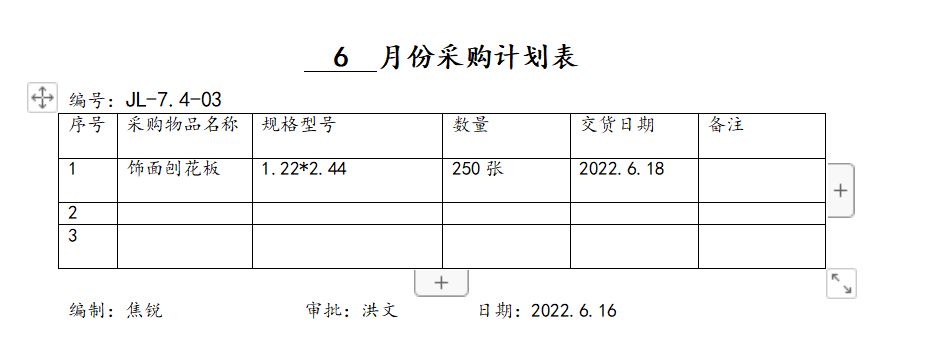 6 月份采购计划表
编号：JL-7.4-03
序号 采购物品名称 规格型号 数量 交货日期 备注
1 饰面刨花板 1.22*2.44 250 张 2022.6.18
2
3
编制：焦锐 审批：洪文 日期：2022.6.16